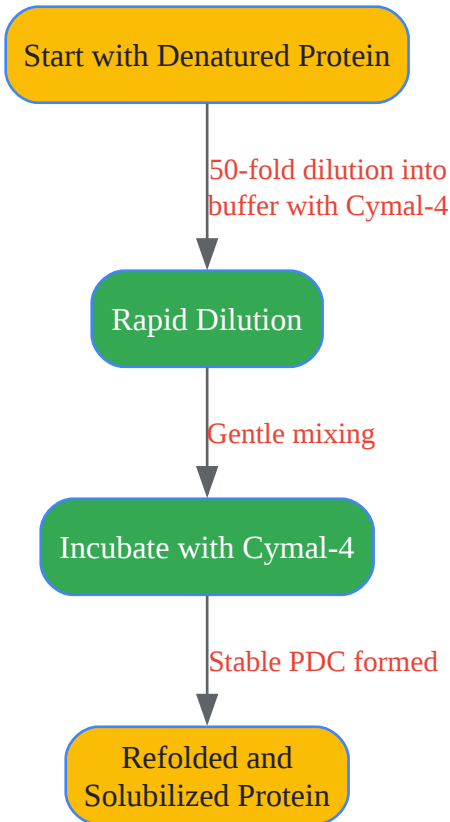 Start with Denatured Protein
50-fold dilution into
buffer with Cymal-4
Rapid Dilution
Gentle mixing
Incubate with Cymal-4
Stable PDC formed
Refolded and
Solubilized Protein